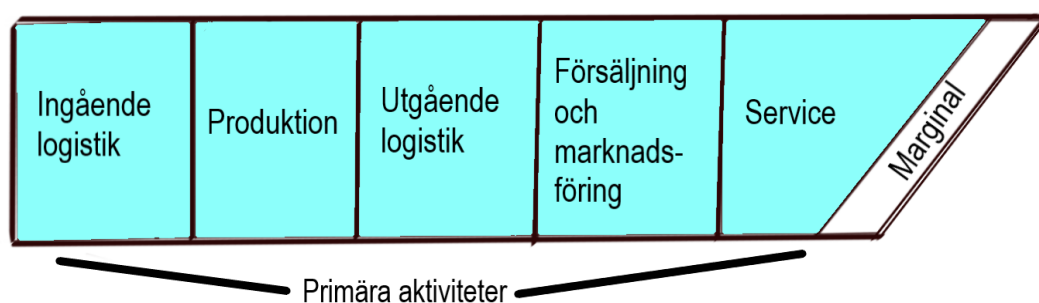 Ingående
logistik
Produktion
Utgående
logistik
Försäljning
och
marknads-
föring
Service
Marginal
Primära aktiviteter